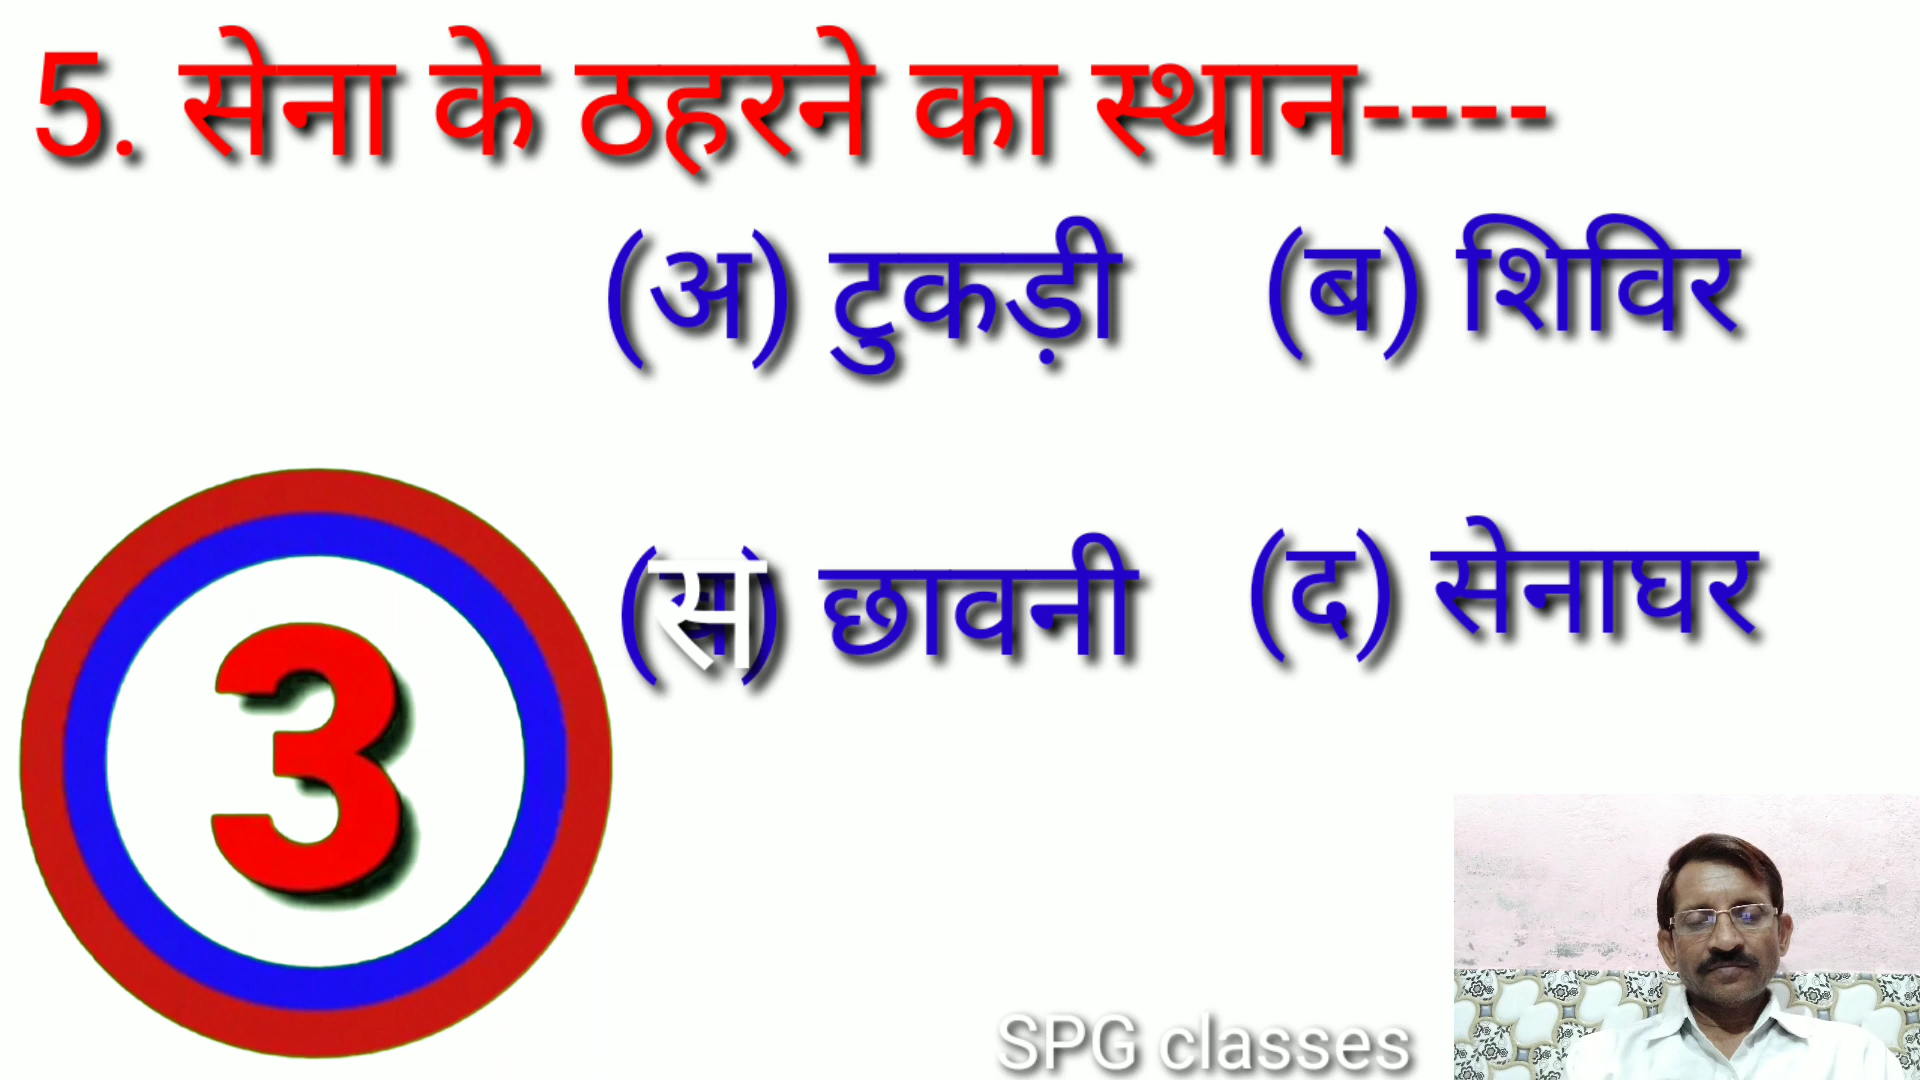 5. सेना के ठहरने का स्थान----
(अ) टुकड़ी (ब) शिविर
(स) छावनी (द) सेनाघर
3
SPG classes